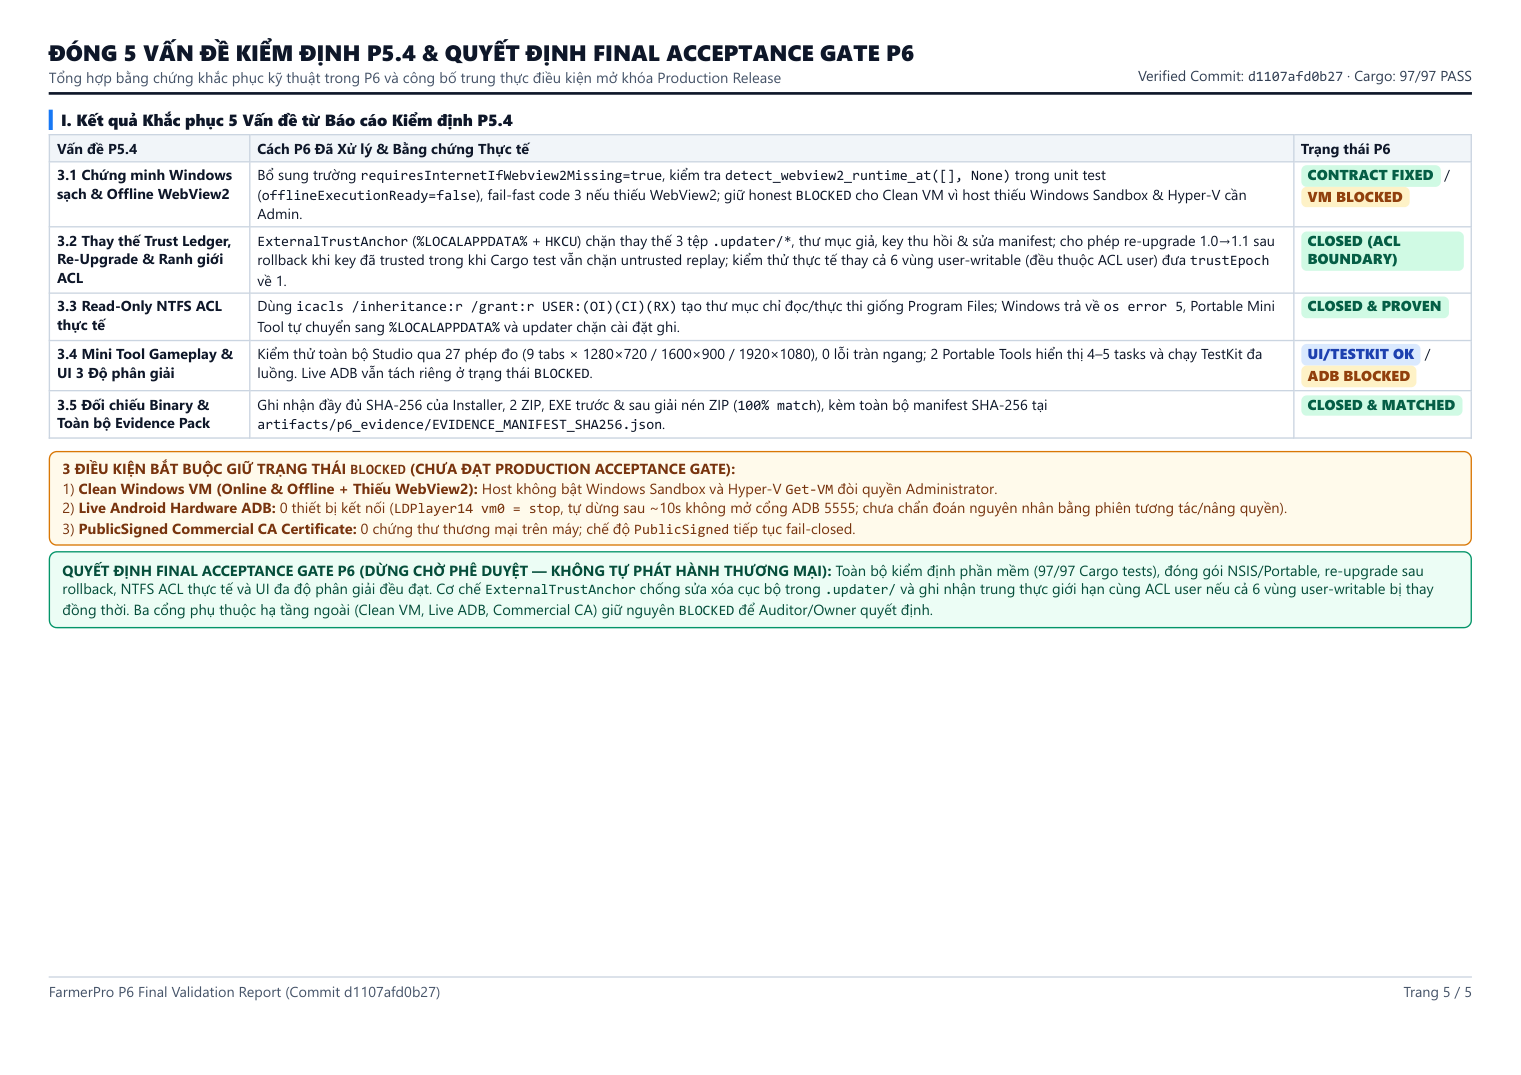 ĐÓNG 5 VẤN ĐỀ KIỂM ĐỊNH P5.4 & QUYẾT ĐỊNH FINAL ACCEPTANCE GATE P6
Tổng hợp bằng chứng khắc phục kỹ thuật trong P6 và công bố trung thực điều kiện mở khóa Production Release
Verified Commit: d1107afd0b27 · Cargo: 97/97 PASS
I. Kết quả Khắc phục 5 Vấn đề từ Báo cáo Kiểm định P5.4
Vấn đề P5.4
Cách P6 Đã Xử lý & Bằng chứng Thực tế
Trạng thái P6
3.1 Chứng minh Windows
sạch & Offline WebView2
Bổ sung trường requiresInternetIfWebview2Missing=true, kiểm tra detect_webview2_runtime_at([], None) trong unit test
(offlineExecutionReady=false), fail-fast code 3 nếu thiếu WebView2; giữ honest BLOCKED cho Clean VM vì host thiếu Windows Sandbox & Hyper-V cần
Admin.
CONTRACT FIXED /
VM BLOCKED
3.2 Thay thế Trust Ledger,
Re-Upgrade & Ranh giới
ACL
ExternalTrustAnchor (%LOCALAPPDATA% + HKCU) chặn thay thế 3 tệp .updater/*, thư mục giả, key thu hồi & sửa manifest; cho phép re-upgrade 1.0→1.1 sau
rollback khi key đã trusted trong khi Cargo test vẫn chặn untrusted replay; kiểm thử thực tế thay cả 6 vùng user-writable (đều thuộc ACL user) đưa trustEpoch
về 1.
CLOSED (ACL
BOUNDARY)
3.3 Read-Only NTFS ACL
thực tế
Dùng icacls /inheritance:r /grant:r USER:(OI)(CI)(RX) tạo thư mục chỉ đọc/thực thi giống Program Files; Windows trả về os error 5, Portable Mini
Tool tự chuyển sang %LOCALAPPDATA% và updater chặn cài đặt ghi.
CLOSED & PROVEN
3.4 Mini Tool Gameplay &
UI 3 Độ phân giải
Kiểm thử toàn bộ Studio qua 27 phép đo (9 tabs × 1280×720 / 1600×900 / 1920×1080), 0 lỗi tràn ngang; 2 Portable Tools hiển thị 4–5 tasks và chạy TestKit đa
luồng. Live ADB vẫn tách riêng ở trạng thái BLOCKED.
UI/TESTKIT OK /
ADB BLOCKED
3.5 Đối chiếu Binary &
Toàn bộ Evidence Pack
Ghi nhận đầy đủ SHA-256 của Installer, 2 ZIP, EXE trước & sau giải nén ZIP (100% match), kèm toàn bộ manifest SHA-256 tại
artifacts/p6_evidence/EVIDENCE_MANIFEST_SHA256.json.
CLOSED & MATCHED
3 ĐIỀU KIỆN BẮT BUỘC GIỮ TRẠNG THÁI BLOCKED (CHƯA ĐẠT PRODUCTION ACCEPTANCE GATE):
1) Clean Windows VM (Online & Offline + Thiếu WebView2): Host không bật Windows Sandbox và Hyper-V Get-VM đòi quyền Administrator.
2) Live Android Hardware ADB: 0 thiết bị kết nối (LDPlayer14 vm0 = stop, tự dừng sau ~10s không mở cổng ADB 5555; chưa chẩn đoán nguyên nhân bằng phiên tương tác/nâng quyền).
3) PublicSigned Commercial CA Certificate: 0 chứng thư thương mại trên máy; chế độ PublicSigned tiếp tục fail-closed.
QUYẾT ĐỊNH FINAL ACCEPTANCE GATE P6 (DỪNG CHỜ PHÊ DUYỆT — KHÔNG TỰ PHÁT HÀNH THƯƠNG MẠI): Toàn bộ kiểm định phần mềm (97/97 Cargo tests), đóng gói NSIS/Portable, re-upgrade sau
rollback, NTFS ACL thực tế và UI đa độ phân giải đều đạt. Cơ chế ExternalTrustAnchor chống sửa xóa cục bộ trong .updater/ và ghi nhận trung thực giới hạn cùng ACL user nếu cả 6 vùng user-writable bị thay
đồng thời. Ba cổng phụ thuộc hạ tầng ngoài (Clean VM, Live ADB, Commercial CA) giữ nguyên BLOCKED để Auditor/Owner quyết định.
FarmerPro P6 Final Validation Report (Commit d1107afd0b27)
Trang 5 / 5